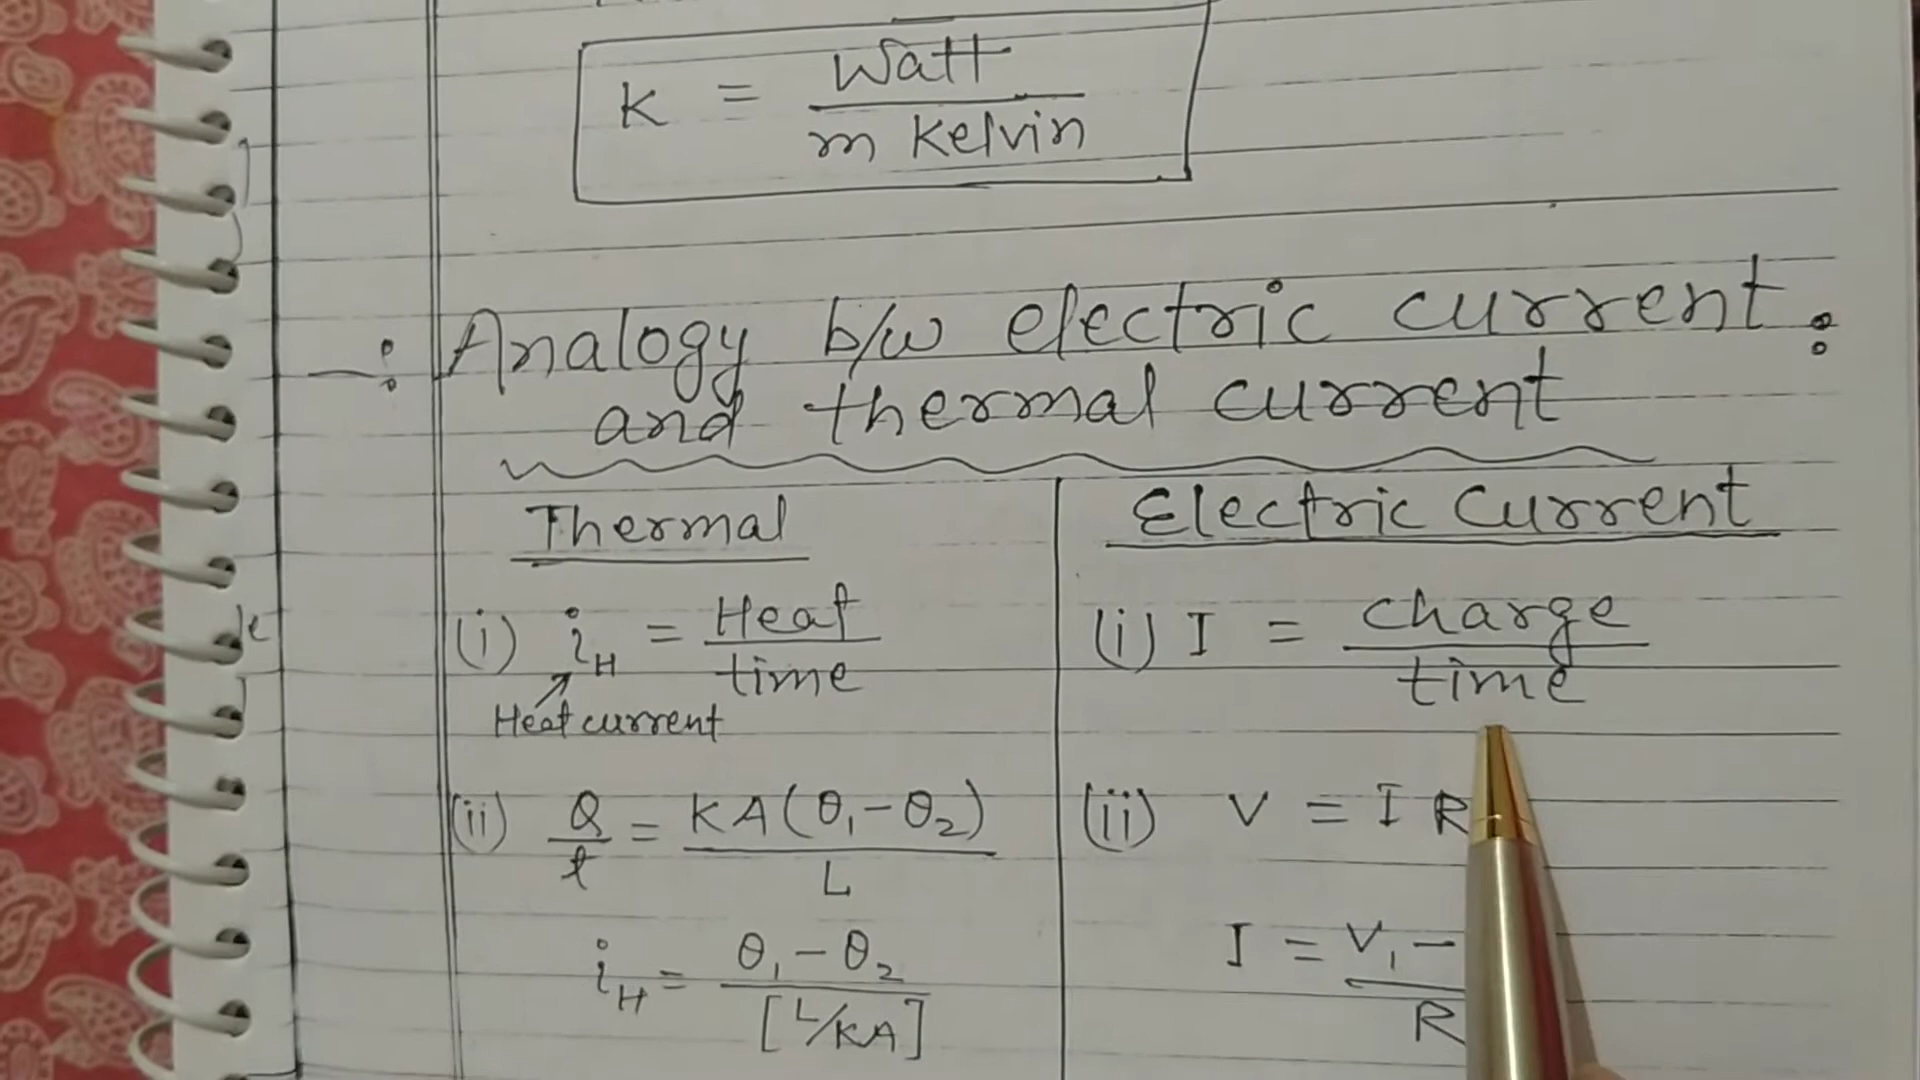 K = Watt / m Kelvin
—: Analogy b/w electric current :
and thermal current
Thermal
(i) i_H = Heat / time
Heat current
(ii) Q/t = KA(θ₁-θ₂) / L
i_H = θ₁-θ₂ / [L/KA]
Electric Current
(i) I = charge / time
(ii) V = I R
I = V₁ - / R